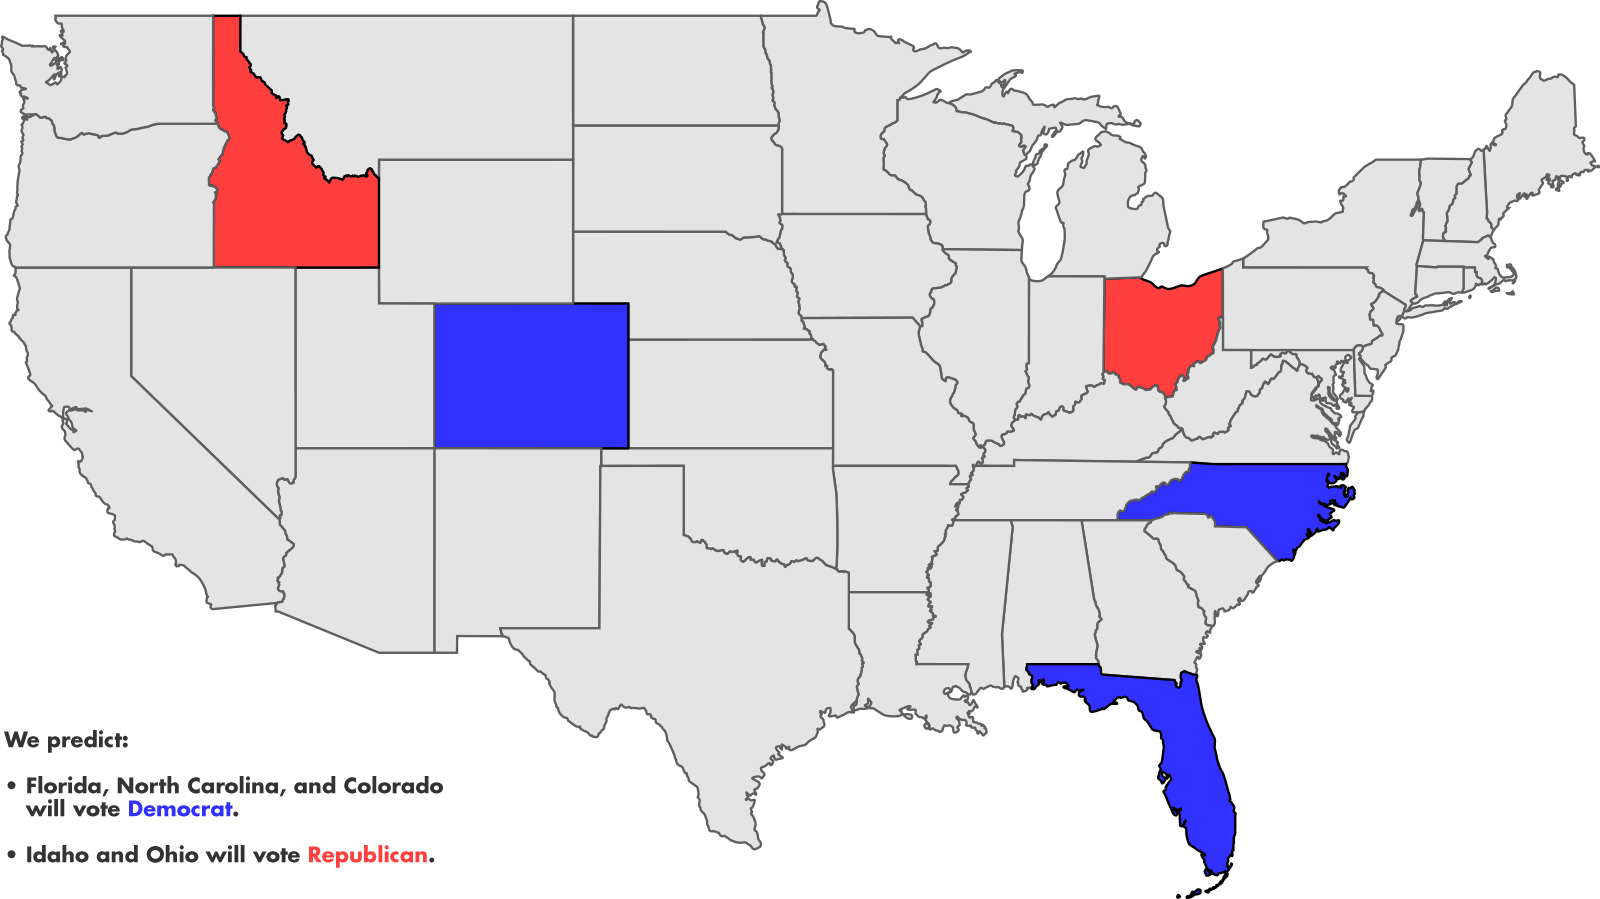 We predict:
• Florida, North Carolina, and Colorado
will vote Democrat.
• Idaho and Ohio will vote Republican.